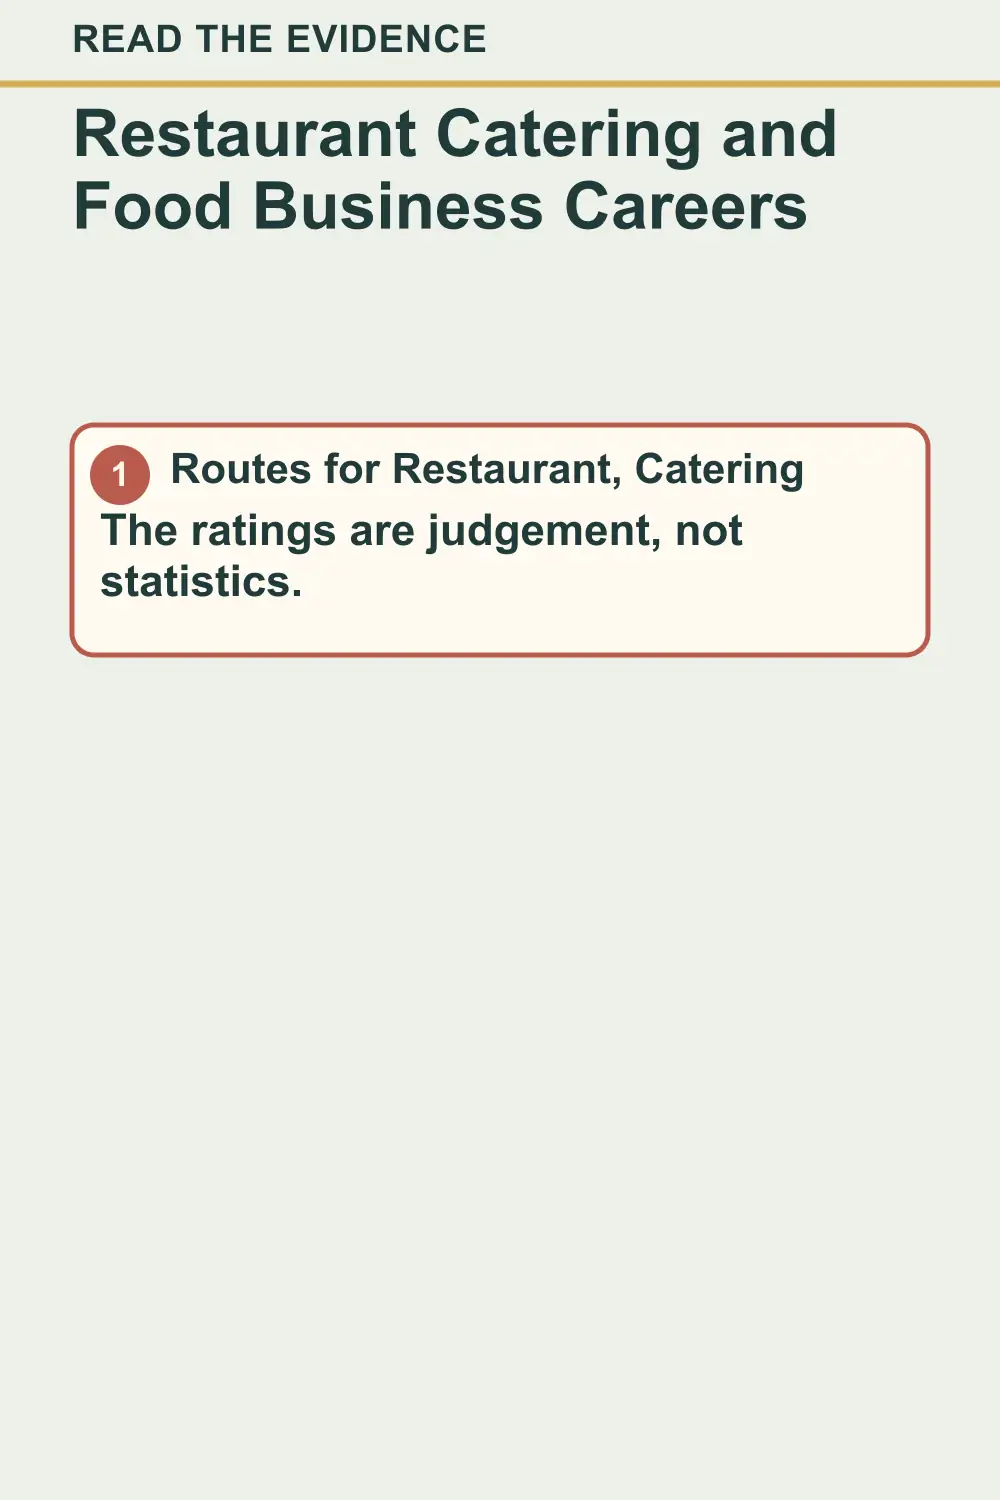 READ THE EVIDENCE
Restaurant Catering and
Food Business Careers
1 Routes for Restaurant, Catering
The ratings are judgement, not
statistics.